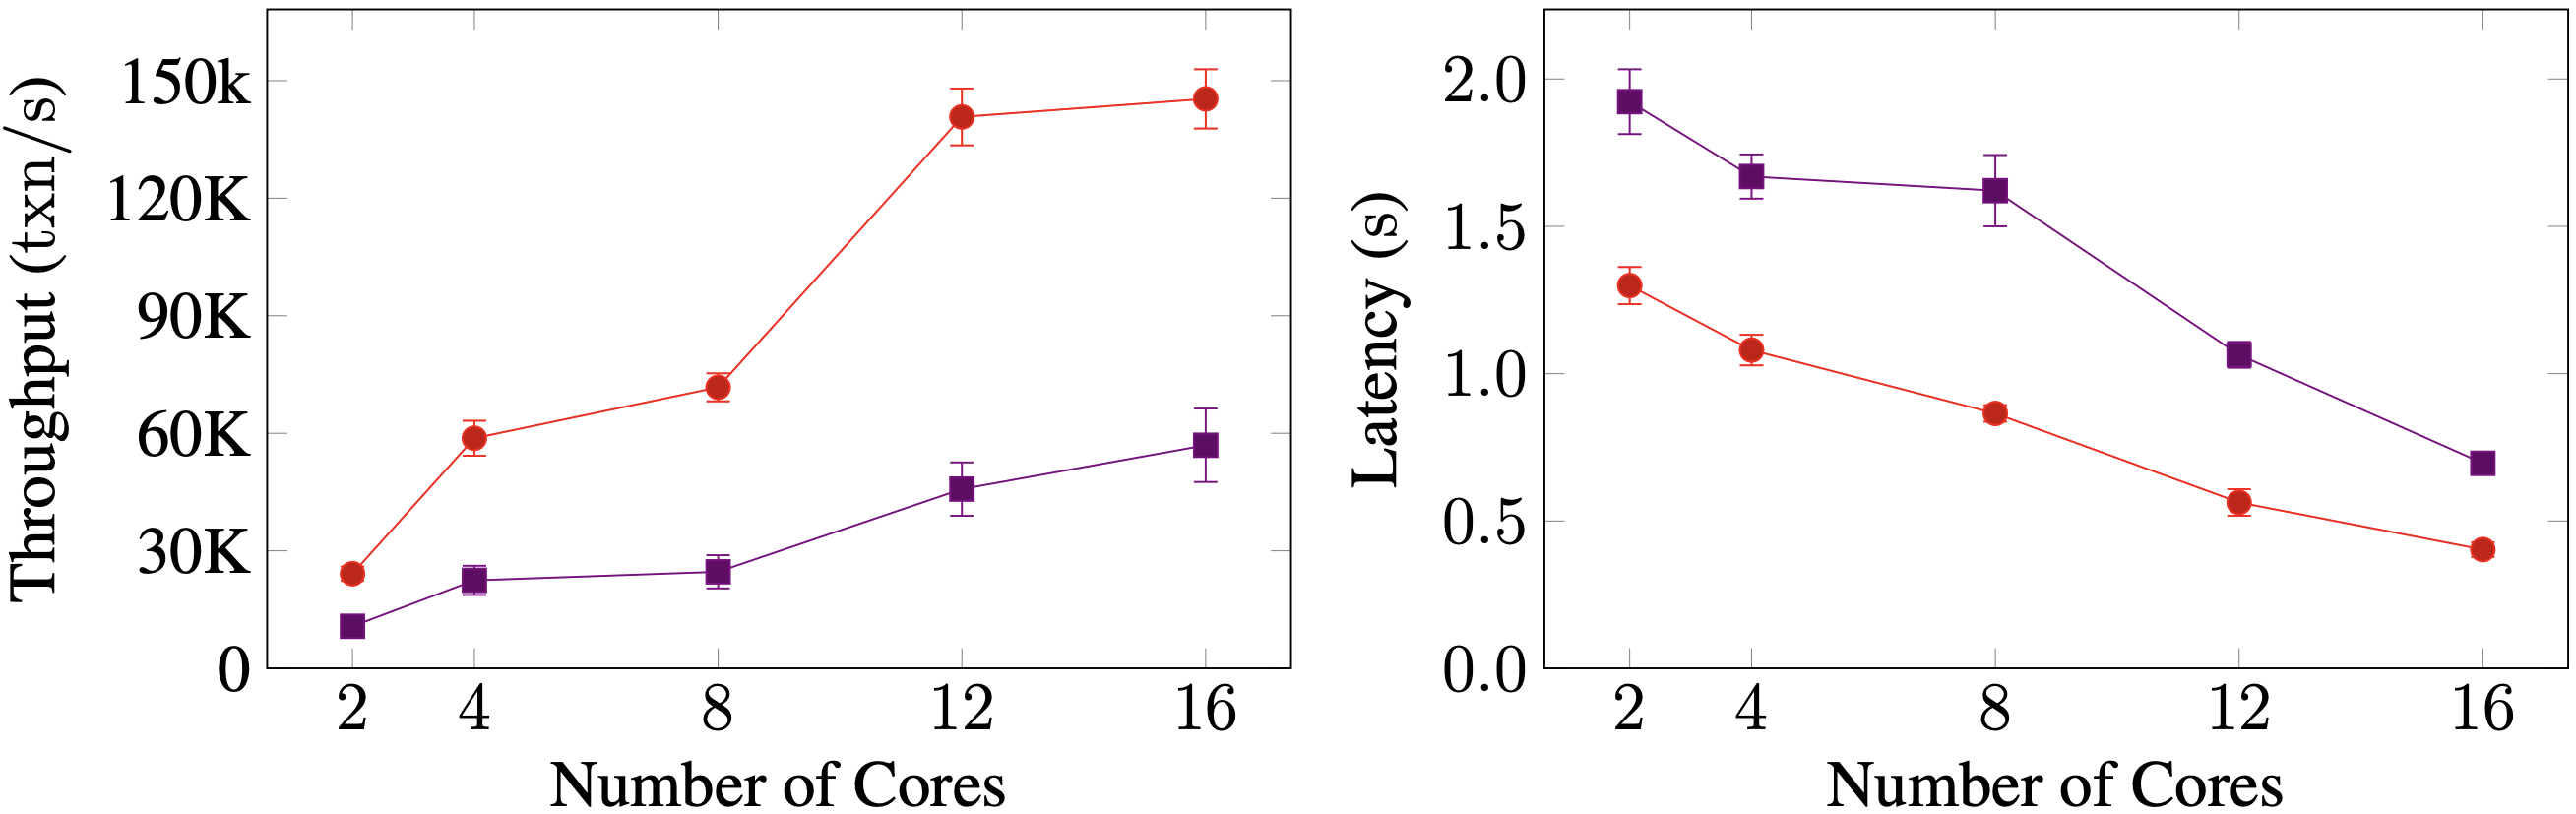 Throughput (txn/s)
150k
120K
90K
60K
30K
0
2 4 8 12 16
Number of Cores
Latency (s)
2.0
1.5
1.0
0.5
0.0
2 4 8 12 16
Number of Cores